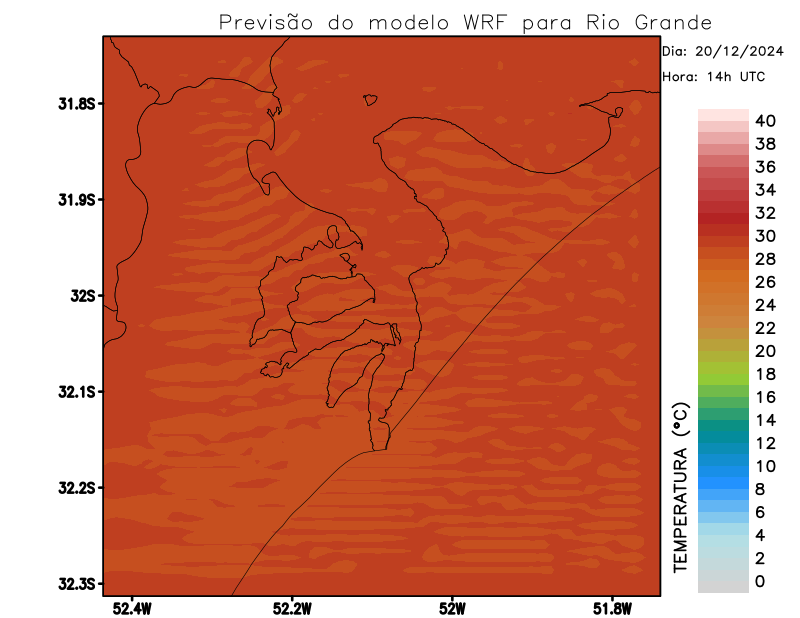 Previsão do modelo WRF para Rio Grande
Dia: 20/12/2024
Hora: 14h UTC
31.8S
31.9S
32S
32.1S
32.2S
32.3S
52.4W
52.2W
52W
51.8W
TEMPERATURA (°C)
40
38
36
34
32
30
28
26
24
22
20
18
16
14
12
10
8
6
4
2
0